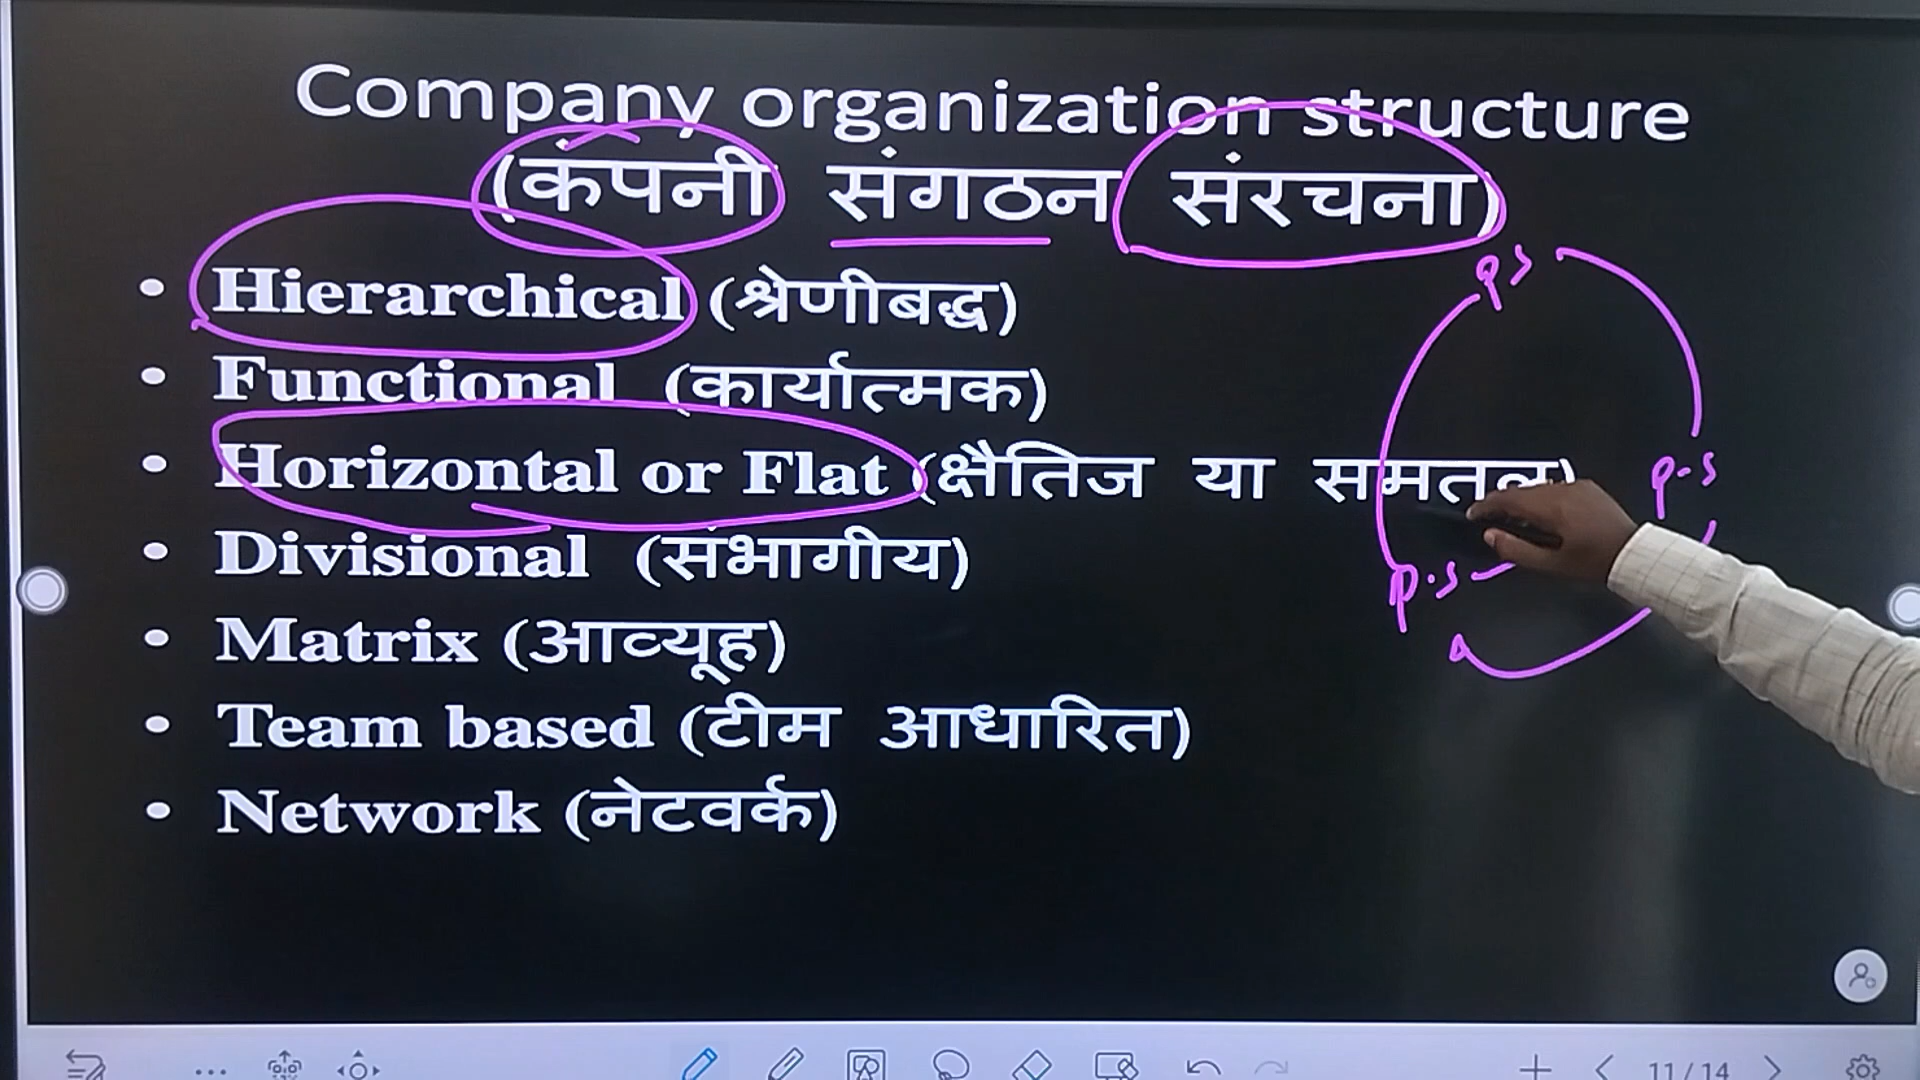 Company organization structure
(कंपनी संगठन संरचना)
• Hierarchical (श्रेणीबद्ध)
• Functional (कार्यात्मक)
• Horizontal or Flat (क्षैतिज या समतल)
• Divisional (संभागीय)
• Matrix (आव्यूह)
• Team based (टीम आधारित)
• Network (नेटवर्क)
P.S
P.S
P.S
11/14